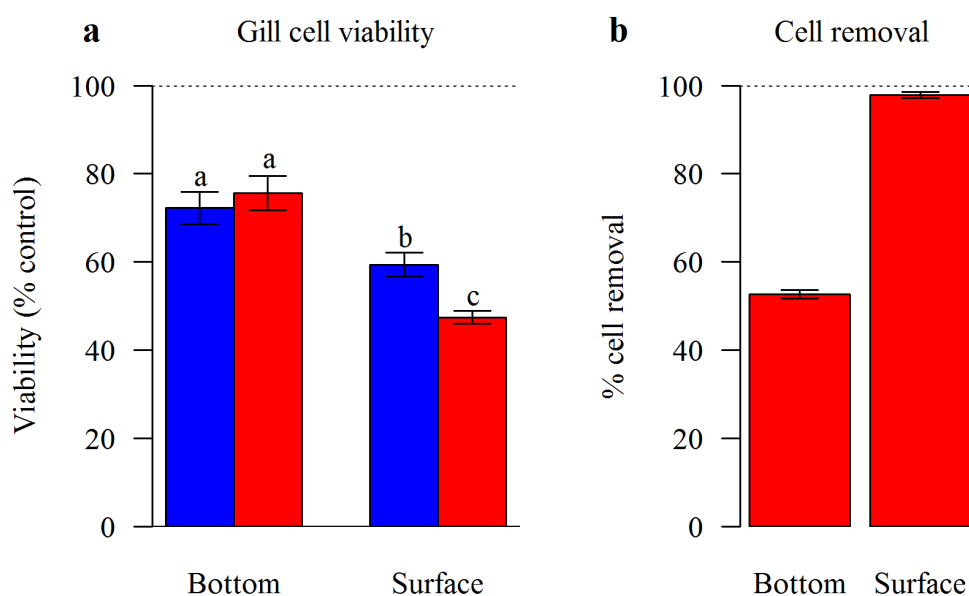 a Gill cell viability
Viability (% control)
100
80
60
40
20
0
a
a
b
c
Bottom Surface
b Cell removal
% cell removal
100
80
60
40
20
0
Bottom Surface